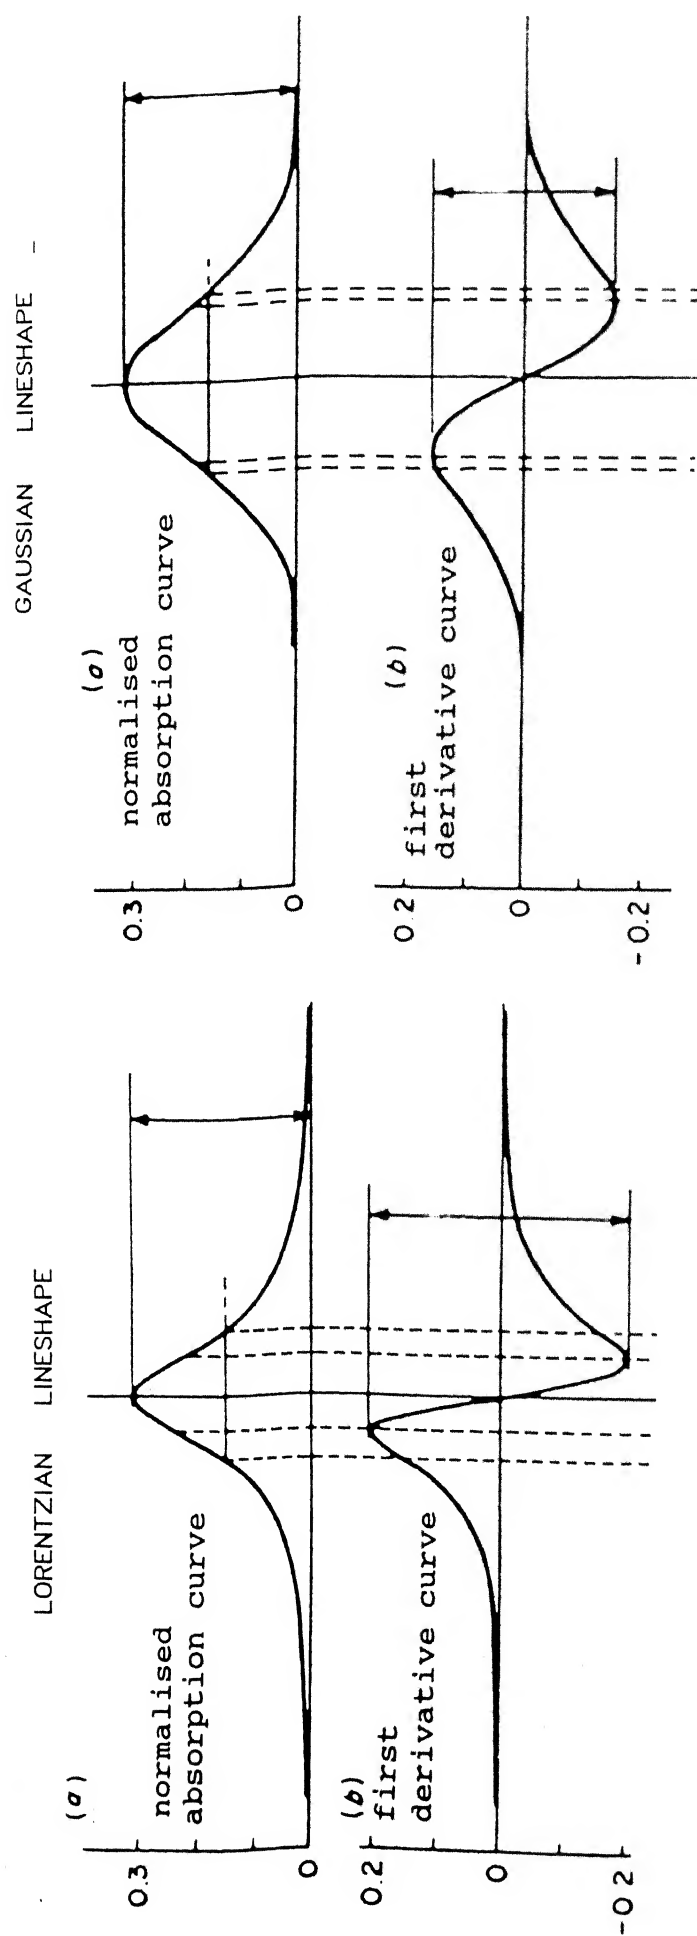 LORENTZIAN LINESHAPE
(a)
normalised
absorption curve
0.3
0
(b)
first
derivative curve
0.2
0
-0.2
GAUSSIAN LINESHAPE
(a)
normalised
absorption curve
0.3
0
(b)
first
derivative curve
0.2
0
-0.2